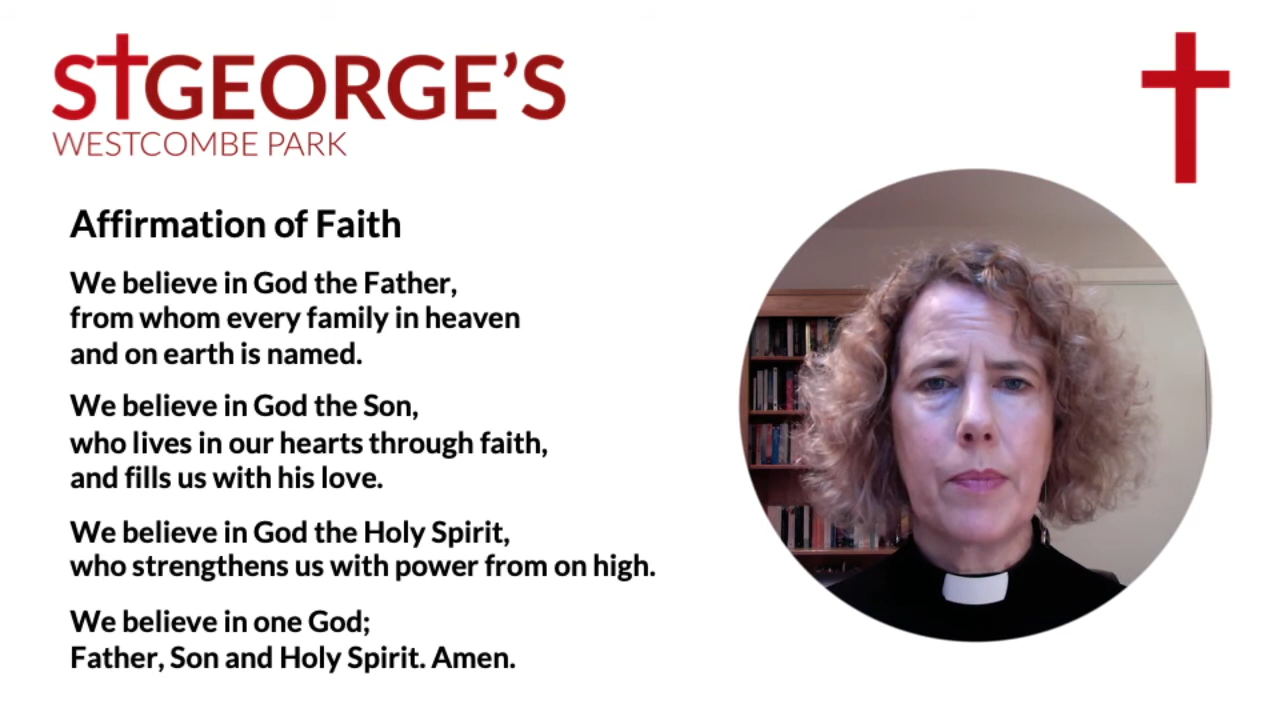 StGEORGE’S
WESTCOMBE PARK
Affirmation of Faith
We believe in God the Father,
from whom every family in heaven
and on earth is named.
We believe in God the Son,
who lives in our hearts through faith,
and fills us with his love.
We believe in God the Holy Spirit,
who strengthens us with power from on high.
We believe in one God;
Father, Son and Holy Spirit. Amen.